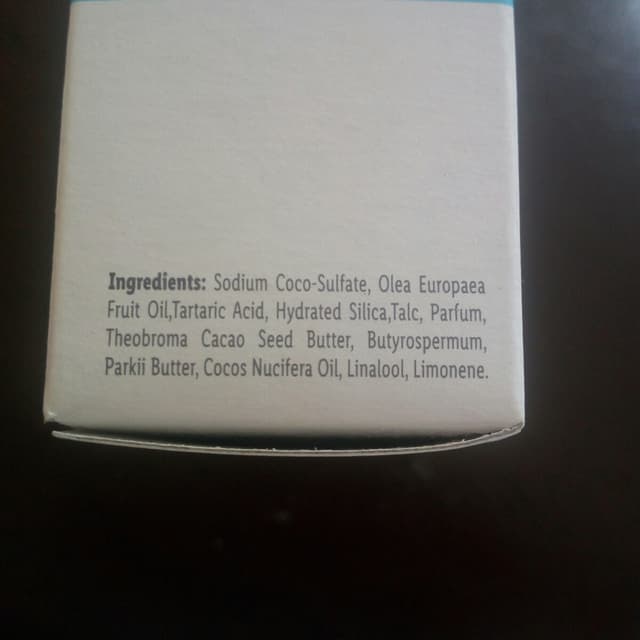 Ingredients: Sodium Coco-Sulfate, Olea Europaea
Fruit Oil,Tartaric Acid, Hydrated Silica,Talc, Parfum,
Theobroma Cacao Seed Butter, Butyrospermum,
Parkii Butter, Cocos Nucifera Oil, Linalool, Limonene.